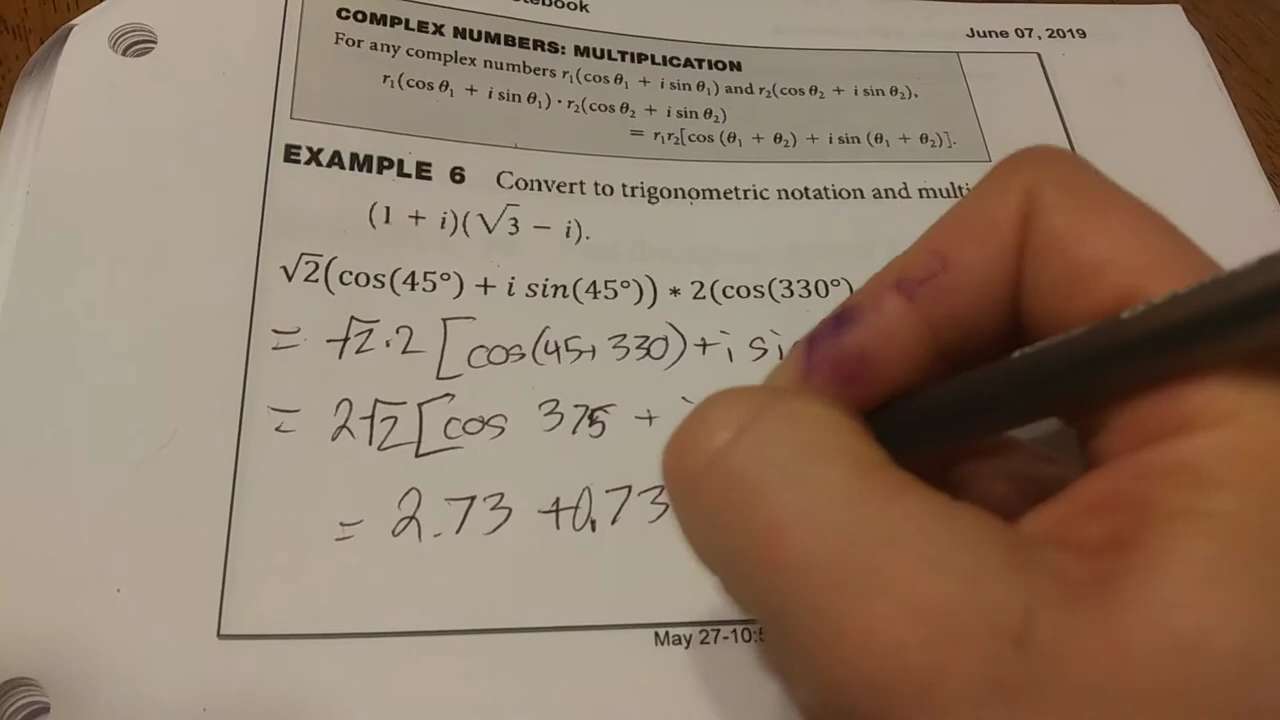 June 07, 2019
COMPLEX NUMBERS: MULTIPLICATION
For any complex numbers r₁(cos θ₁ + i sin θ₁) and r₂(cos θ₂ + i sin θ₂),
r₁(cos θ₁ + i sin θ₁) · r₂(cos θ₂ + i sin θ₂)
= r₁r₂[cos (θ₁ + θ₂) + i sin (θ₁ + θ₂)].
EXAMPLE 6 Convert to trigonometric notation and
(1 + i)(√3 − i).
√2(cos(45°) + i sin(45°)) * 2(cos(330°)
= √2·2 [cos(45+330)+i
= 2√2[cos 375 +
= 2.73 +0.73
May 27-10: